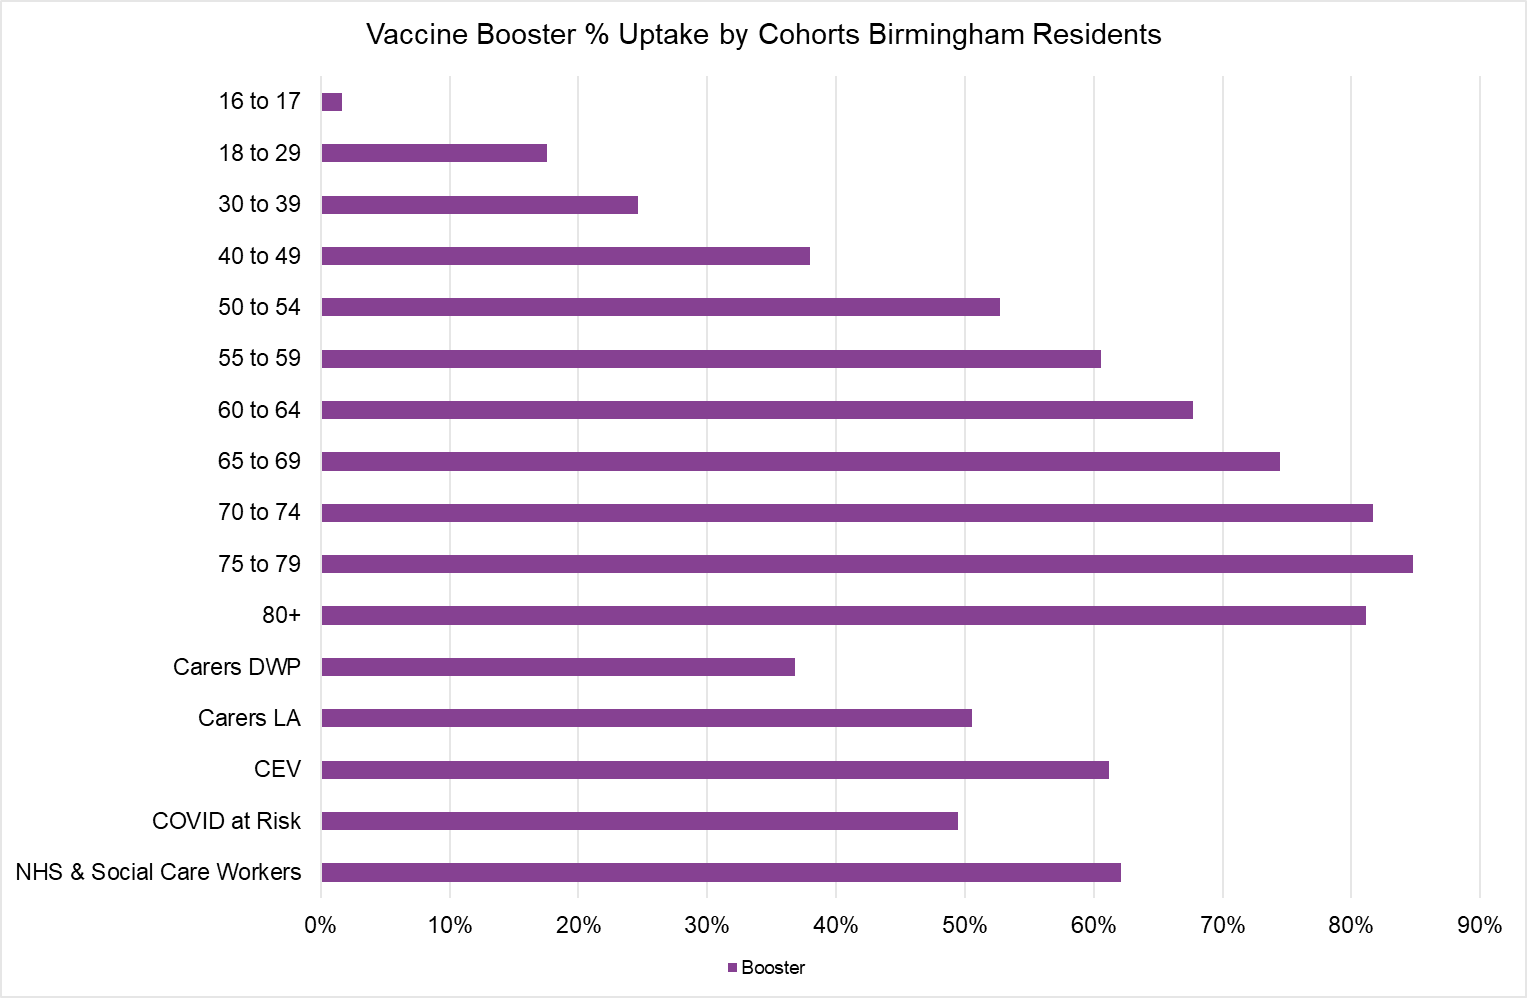 Vaccine Booster % Uptake by Cohorts Birmingham Residents
16 to 17
18 to 29
30 to 39
40 to 49
50 to 54
55 to 59
60 to 64
65 to 69
70 to 74
75 to 79
80+
Carers DWP
Carers LA
CEV
COVID at Risk
NHS & Social Care Workers
0% 10% 20% 30% 40% 50% 60% 70% 80% 90%
Booster